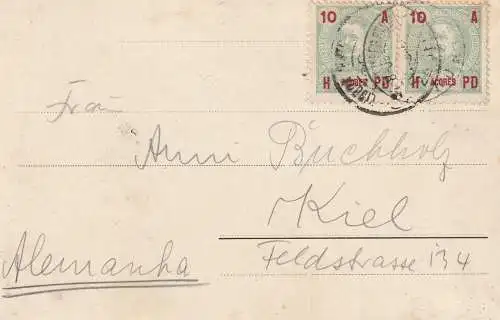 10 A 10 A
H AÇORES PD H AÇORES PD
Frau
Anni Buchholz
Kiel
Feldstrasse 134
Alemanha